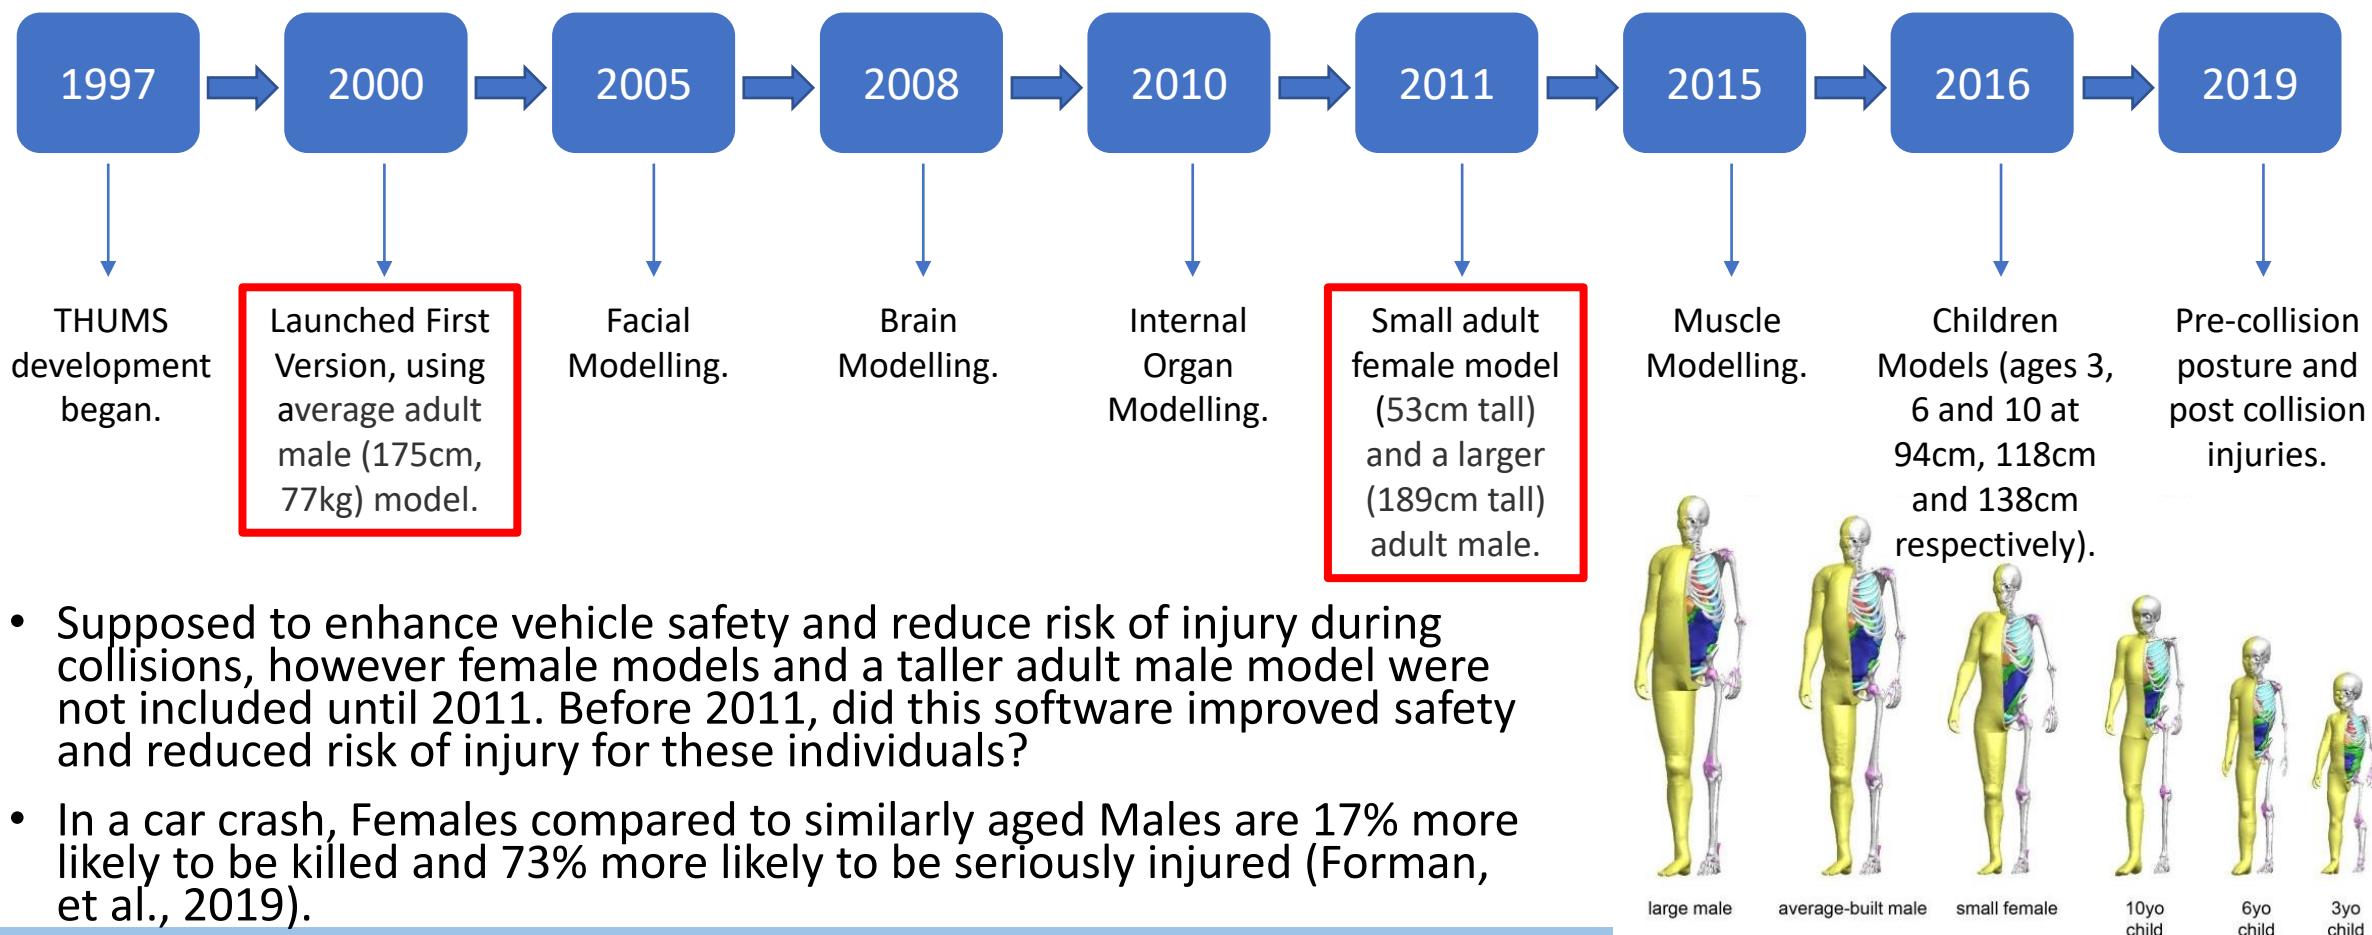 1997
2000
2005
2008
2010
2011
2015
2016
2019
THUMS
development
began.
Launched First
Version, using
average adult
male (175cm,
77kg) model.
Facial
Modelling.
Brain
Modelling.
Internal
Organ
Modelling.
Small adult
female model
(53cm tall)
and a larger
(189cm tall)
adult male.
Muscle
Modelling.
Children
Models (ages 3,
6 and 10 at
94cm, 118cm
and 138cm
respectively).
Pre-collision
posture and
post collision
injuries.
• Supposed to enhance vehicle safety and reduce risk of injury during
collisions, however female models and a taller adult male model were
not included until 2011. Before 2011, did this software improved safety
and reduced risk of injury for these individuals?
• In a car crash, Females compared to similarly aged Males are 17% more
likely to be killed and 73% more likely to be seriously injured (Forman,
et al., 2019).
large male
average-built male
small female
10yo
child
6yo
child
3yo
child